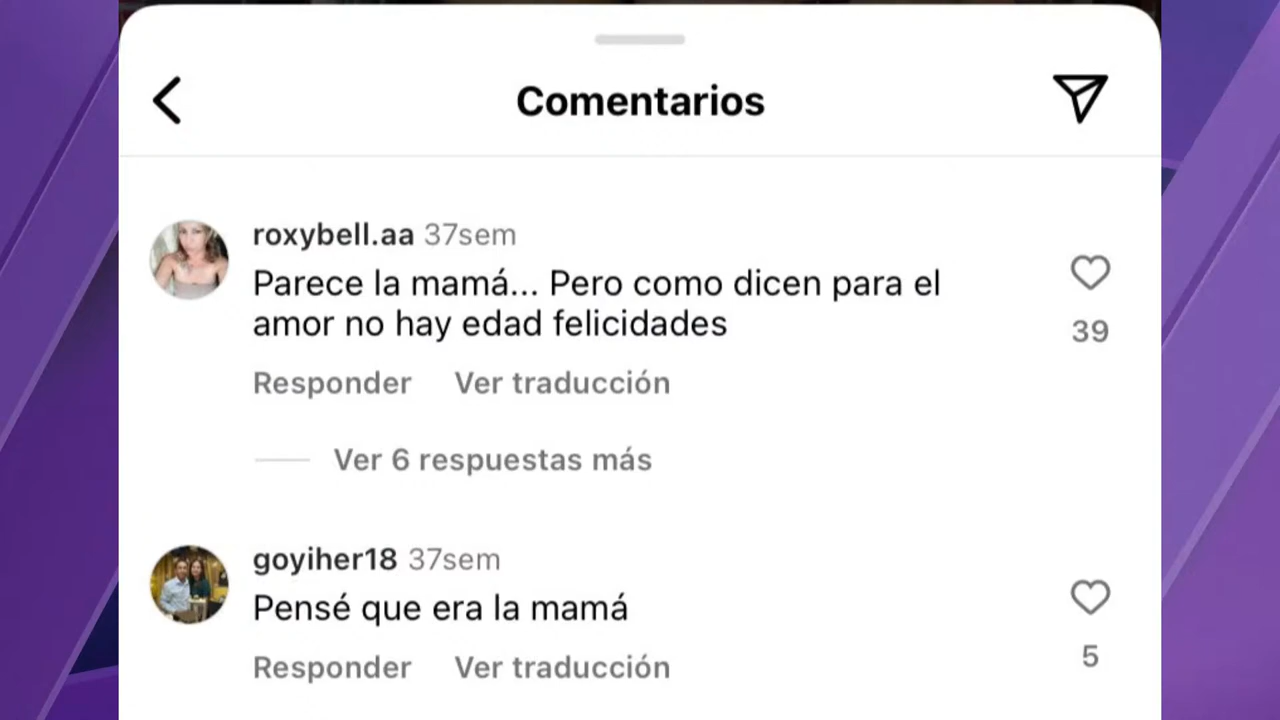 Comentarios
roxybell.aa 37sem
Parece la mamá... Pero como dicen para el
amor no hay edad felicidades
39
Responder Ver traducción
Ver 6 respuestas más
goyiher18 37sem
Pensé que era la mamá
5
Responder Ver traducción